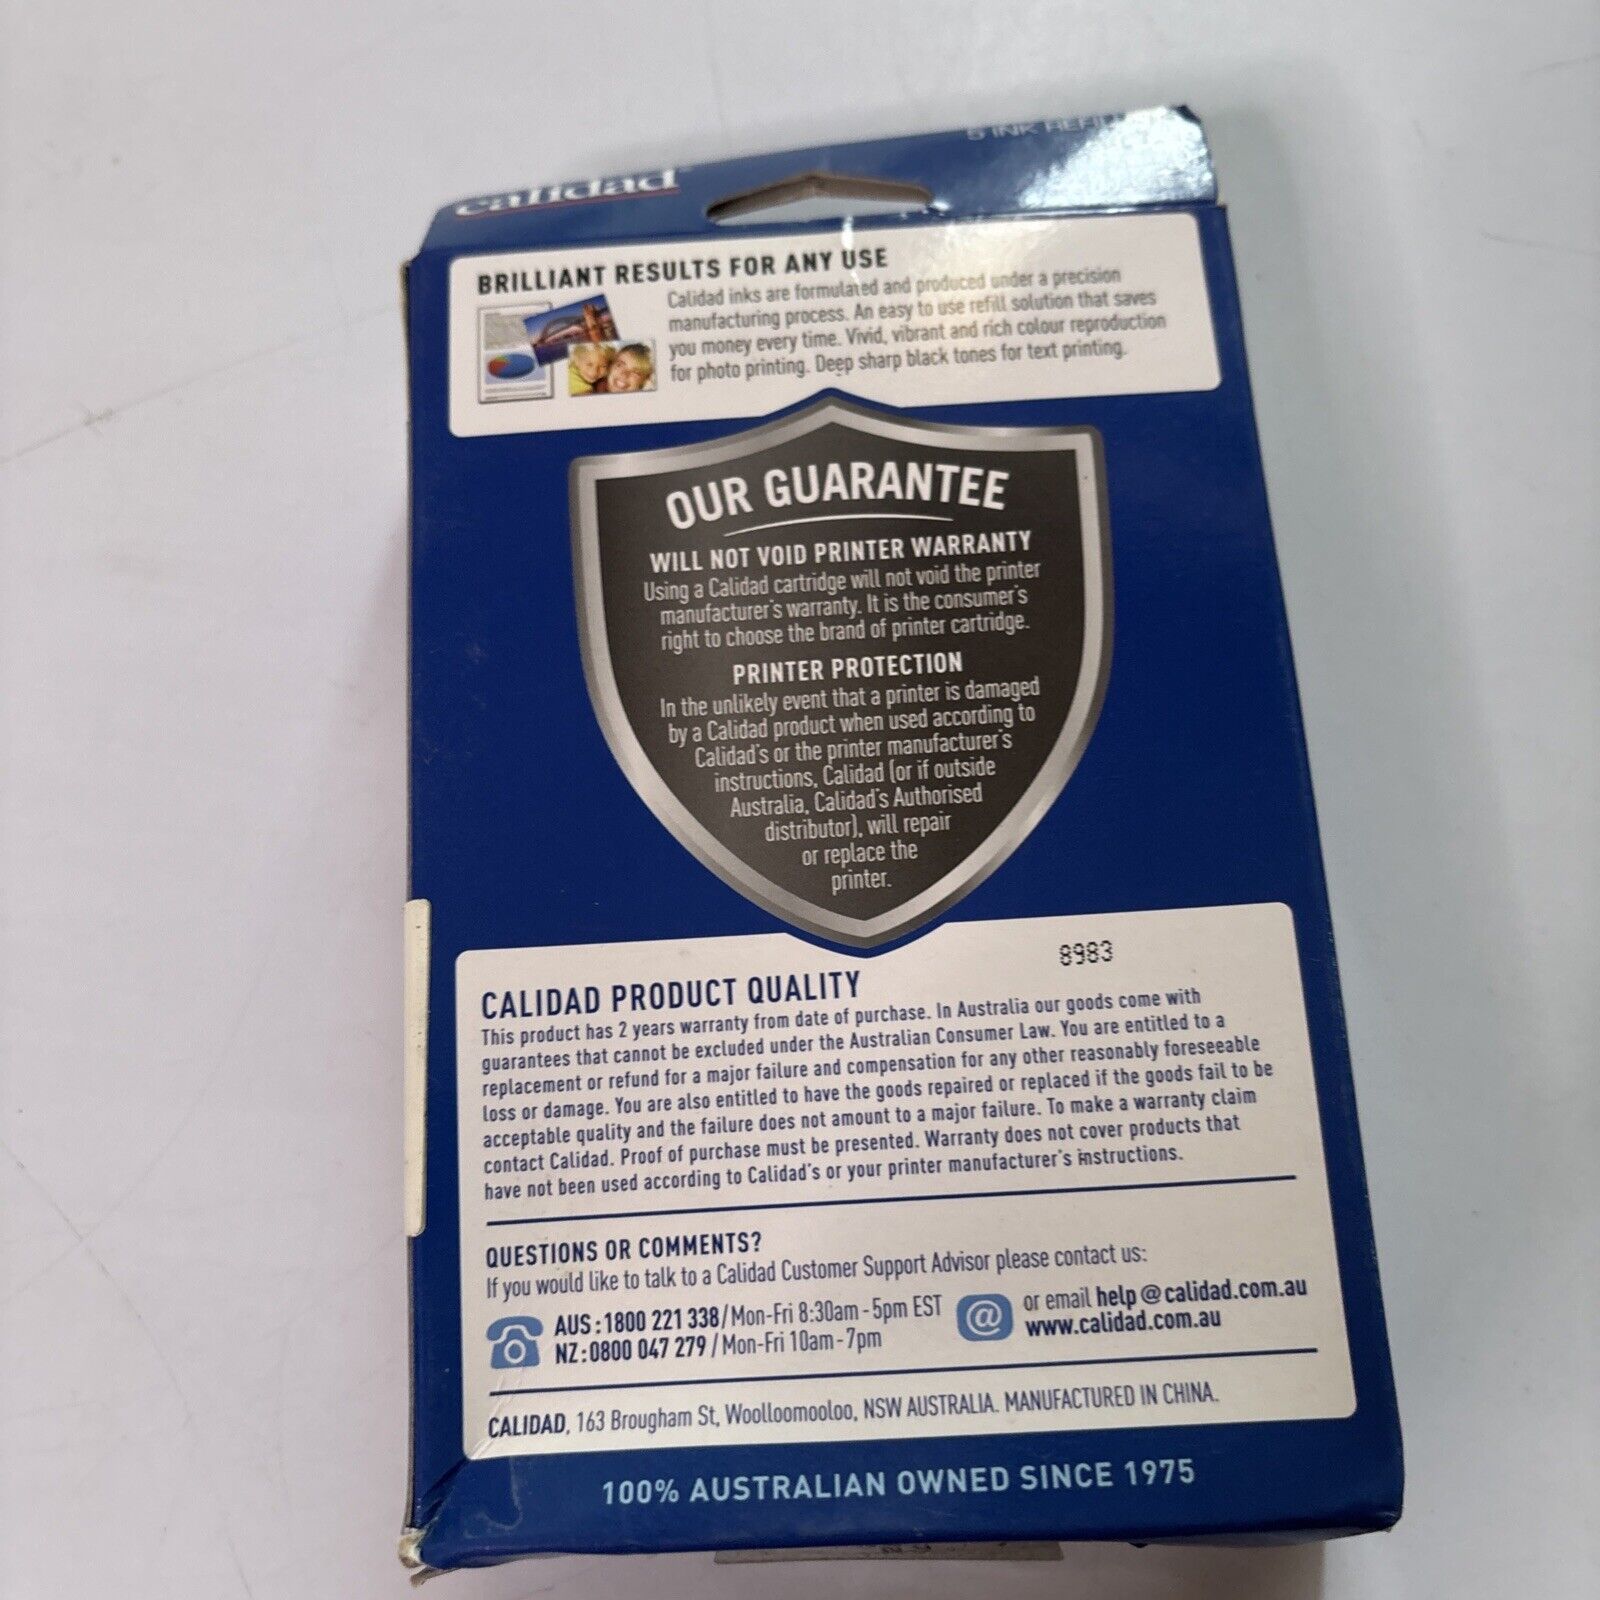 calidad
5 INK REFILL
BRILLIANT RESULTS FOR ANY USE
Calidad inks are formulated and produced under a precision
manufacturing process. An easy to use refill solution that saves
you money every time. Vivid, vibrant and rich colour reproduction
for photo printing. Deep sharp black tones for text printing.
OUR GUARANTEE
WILL NOT VOID PRINTER WARRANTY
Using a Calidad cartridge will not void the printer
manufacturer's warranty. It is the consumer's
right to choose the brand of printer cartridge.
PRINTER PROTECTION
In the unlikely event that a printer is damaged
by a Calidad product when used according to
Calidad's or the printer manufacturer's
instructions, Calidad (or if outside
Australia, Calidad's Authorised
distributor), will repair
or replace the
printer.
8983
CALIDAD PRODUCT QUALITY
This product has 2 years warranty from date of purchase. In Australia our goods come with
guarantees that cannot be excluded under the Australian Consumer Law. You are entitled to a
replacement or refund for a major failure and compensation for any other reasonably foreseeable
loss or damage. You are also entitled to have the goods repaired or replaced if the goods fail to be
acceptable quality and the failure does not amount to a major failure. To make a warranty claim
contact Calidad. Proof of purchase must be presented. Warranty does not cover products that
have not been used according to Calidad's or your printer manufacturer's instructions.
QUESTIONS OR COMMENTS?
If you would like to talk to a Calidad Customer Support Advisor please contact us:
AUS:1800 221 338/Mon-Fri 8:30am-5pm EST
NZ:0800 047 279/Mon-Fri 10am-7pm
@ or email help@calidad.com.au
www.calidad.com.au
CALIDAD, 163 Brougham St, Woolloomooloo, NSW AUSTRALIA. MANUFACTURED IN CHINA.
100% AUSTRALIAN OWNED SINCE 1975